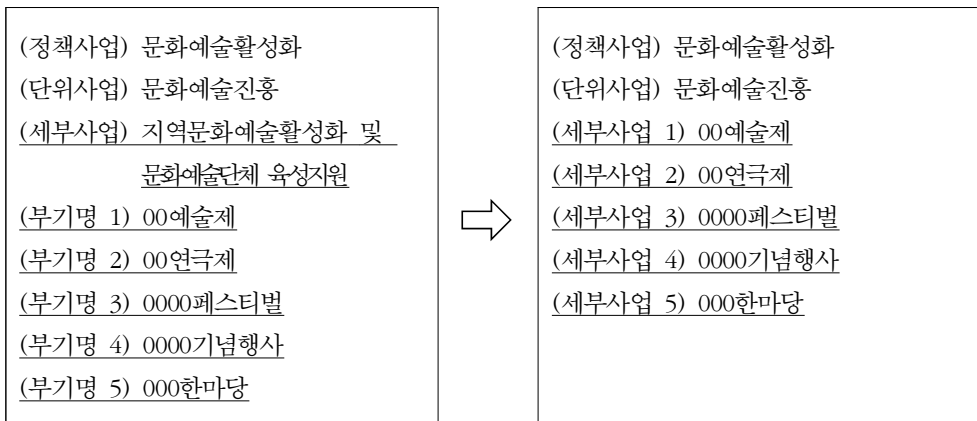 (정책사업) 문화예술활성화
(단위사업) 문화예술진흥
(세부사업) 지역문화예술활성화 및
문화예술단체 육성지원
(부기명 1) 00예술제
(부기명 2) 00연극제
(부기명 3) 0000페스티벌
(부기명 4) 0000기념행사
(부기명 5) 000한마당
(정책사업) 문화예술활성화
(단위사업) 문화예술진흥
(세부사업 1) 00예술제
(세부사업 2) 00연극제
(세부사업 3) 0000페스티벌
(세부사업 4) 0000기념행사
(세부사업 5) 000한마당